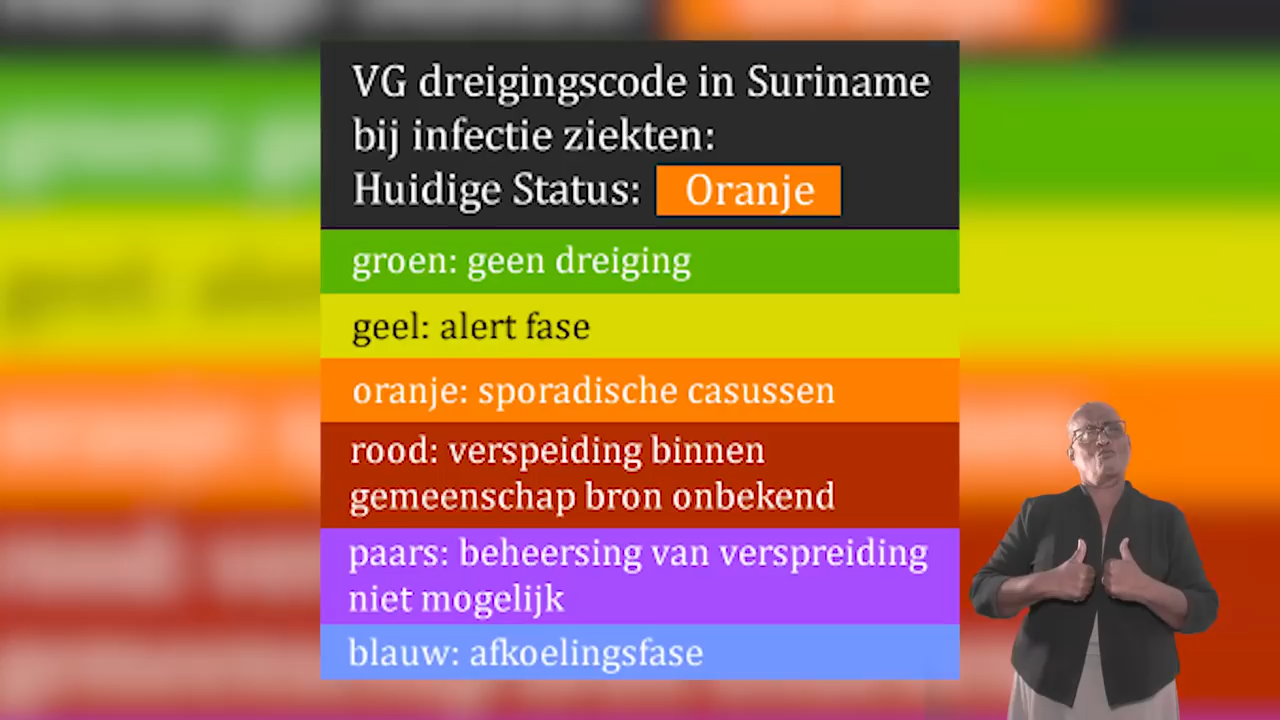 VG dreigingscode in Suriname
bij infectie ziekten:
Huidige Status: Oranje
groen: geen dreiging
geel: alert fase
oranje: sporadische casussen
rood: verspeiding binnen
gemeenschap bron onbekend
paars: beheersing van verspreiding
niet mogelijk
blauw: afkoelingsfase